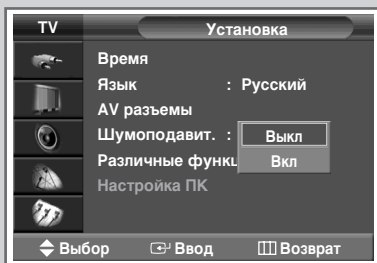 TV Установка
Время
Язык : Русский
AV разъемы
Шумоподавит. : Выкл
Различные функц Вкл
Настройка ПК
Выбор Ввод Возврат